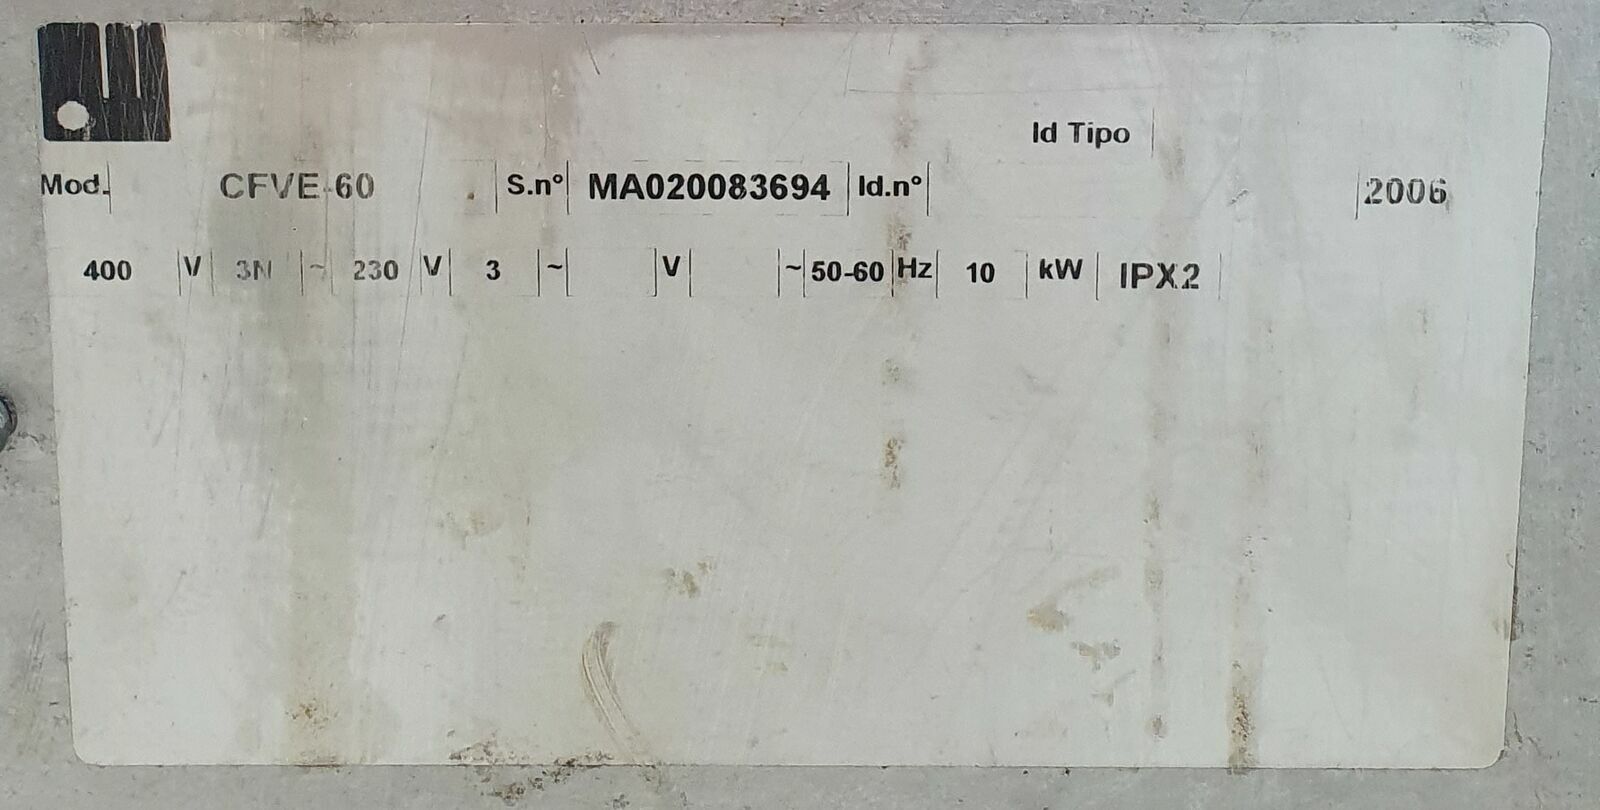 Id Tipo
Mod. CFVE-60 S.n° MA020083694 Id.n° 2006
400 V 3N ~ 230 V 3 ~ V ~ 50-60 Hz 10 kW IPX2